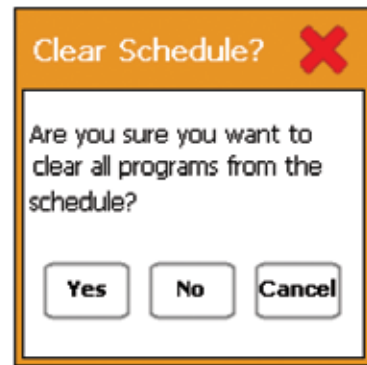 Clear Schedule?
Are you sure you want to
clear all programs from the
schedule?
Yes No Cancel